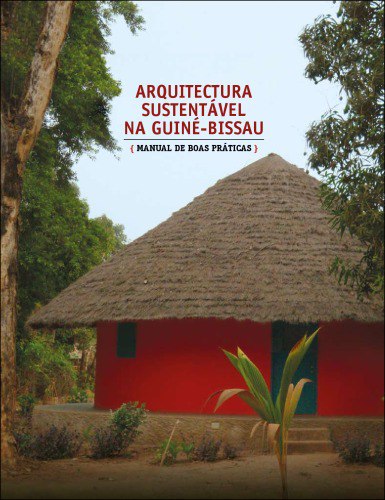 ARQUITECTURA
SUSTENTÁVEL
NA GUINÉ-BISSAU
{ MANUAL DE BOAS PRÁTICAS }